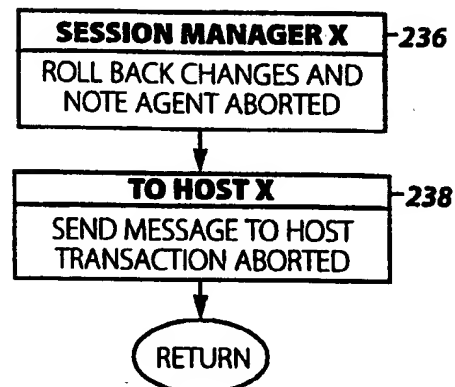 SESSION MANAGER X
236
ROLL BACK CHANGES AND
NOTE AGENT ABORTED
TO HOST X
238
SEND MESSAGE TO HOST
TRANSACTION ABORTED
RETURN